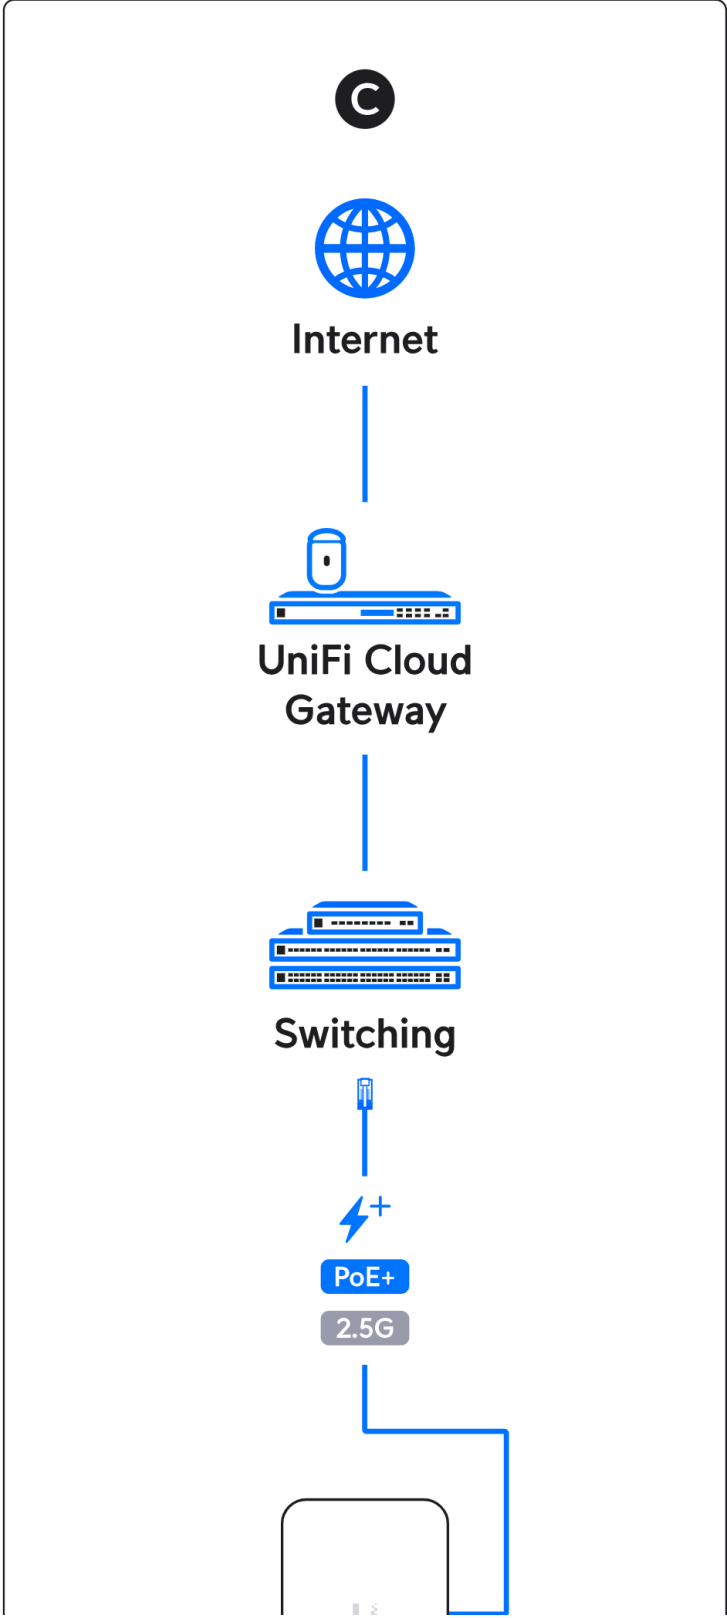 C
Internet
UniFi Cloud
Gateway
Switching
PoE+
2.5G